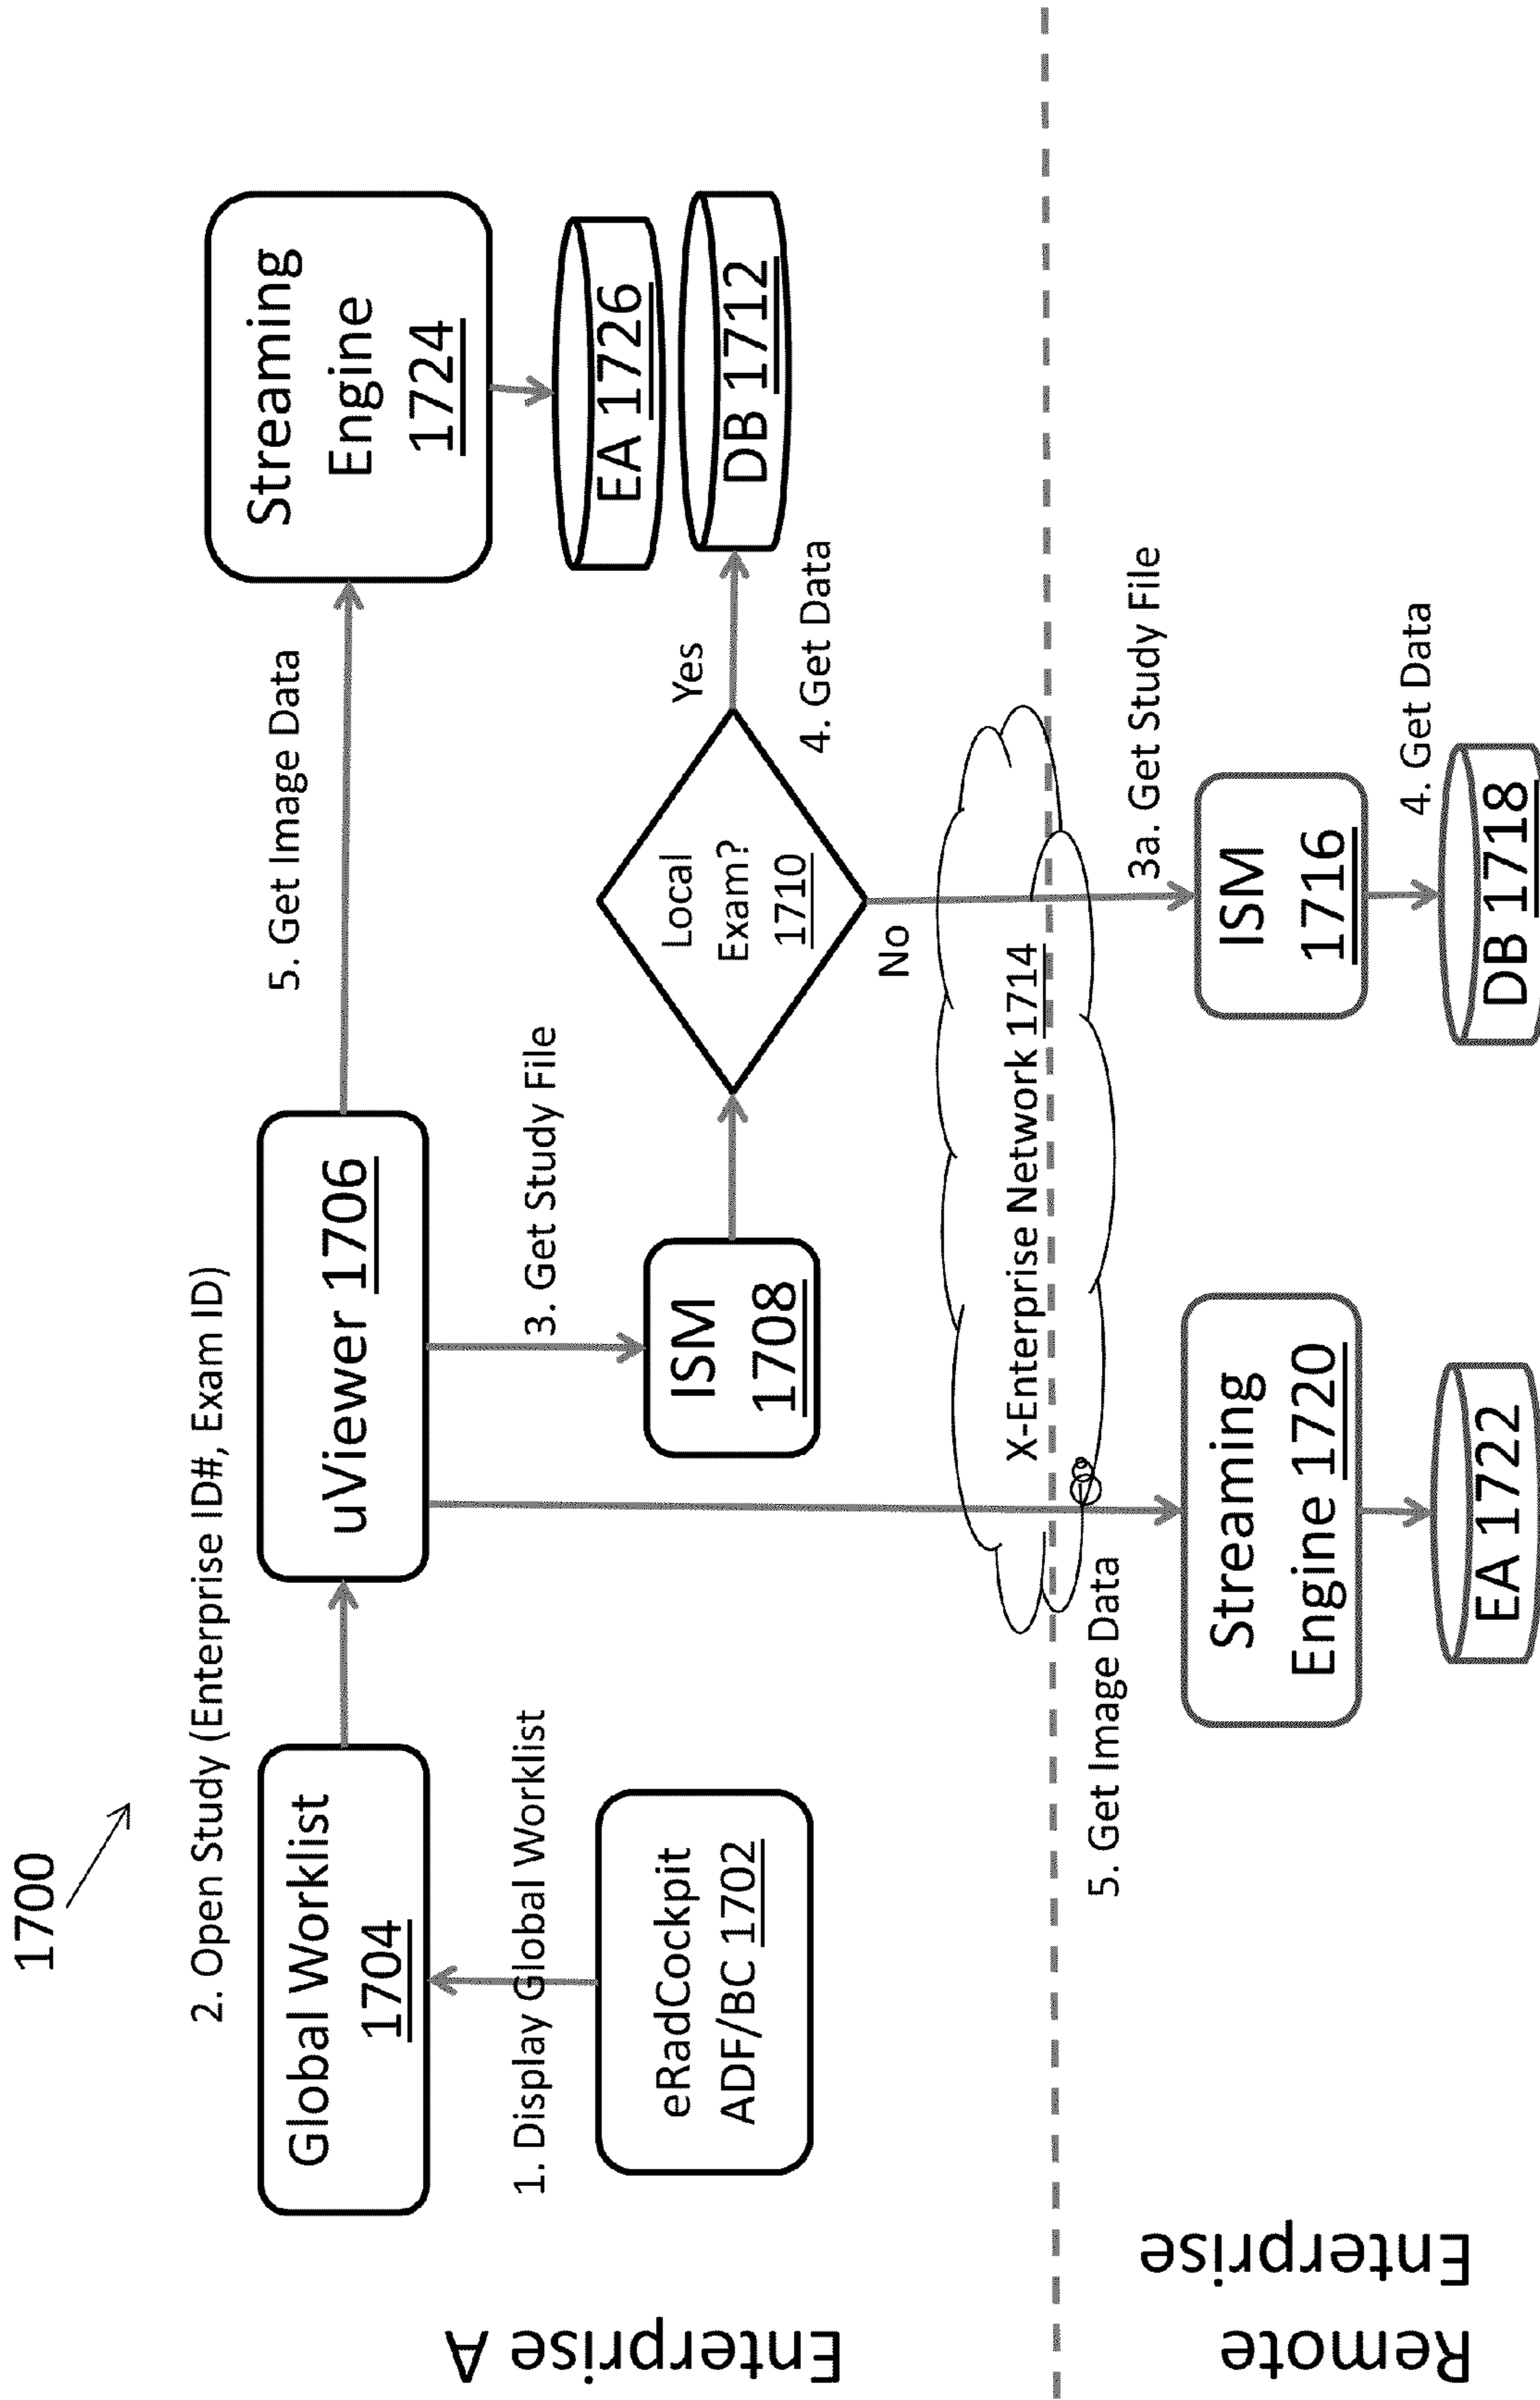 1700
2. Open Study (Enterprise ID#, Exam ID)
Global Worklist
1704
uViewer 1706
5. Get Image Data
Streaming
Engine
1724
1. Display Global Worklist
eRadCockpit
ADF/BC 1702
3. Get Study File
ISM
1708
Local
Exam?
1710
Yes
No
4. Get Data
EA 1726
DB 1712
Enterprise A
X-Enterprise Network 1714
Remote
Enterprise
5. Get Image Data
Streaming
Engine 1720
EA 1722
3a. Get Study File
ISM
1716
4. Get Data
DB 1718